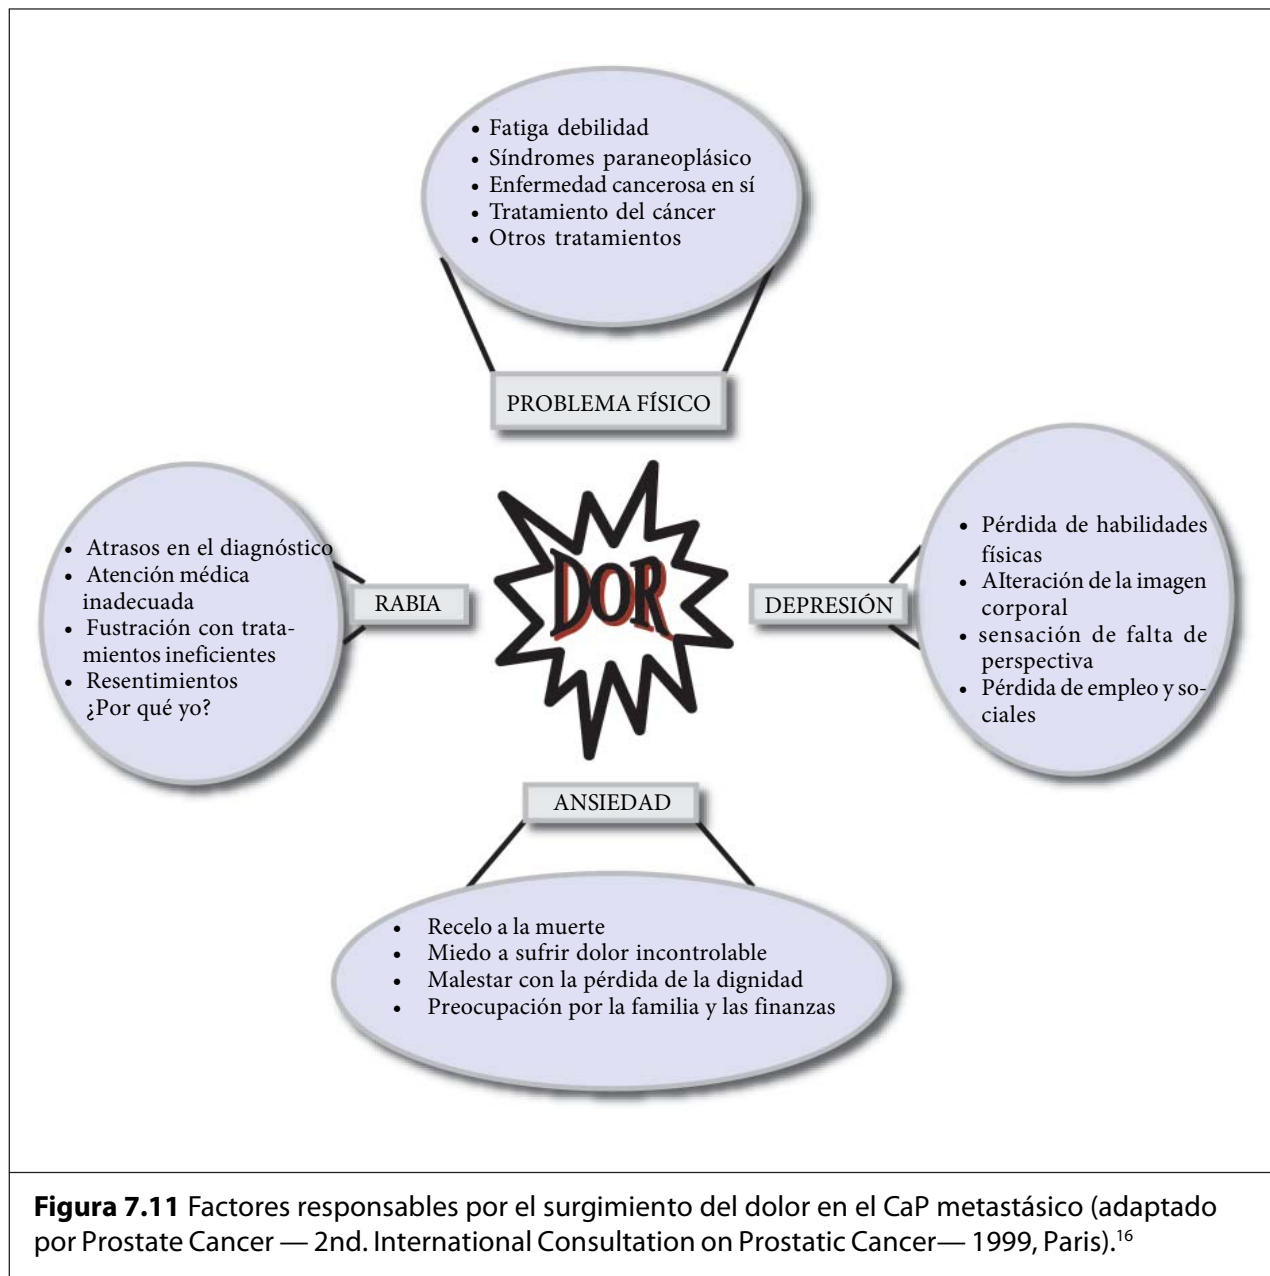 • Fatiga debilidad
• Síndromes paraneoplásico
• Enfermedad cancerosa en sí
• Tratamiento del cáncer
• Otros tratamientos
PROBLEMA FÍSICO
• Atrasos en el diagnóstico
• Atención médica
inadecuada
• Fustración con trata-
mientos ineficientes
• Resentimientos
¿Por qué yo?
RABIA
DOR
DEPRESIÓN
• Pérdida de habilidades
físicas
• Alteración de la imagen
corporal
• sensación de falta de
perspectiva
• Pérdida de empleo y so-
ciales
ANSIEDAD
• Recelo a la muerte
• Miedo a sufrir dolor incontrolable
• Malestar con la pérdida de la dignidad
• Preocupación por la familia y las finanzas
Figura 7.11 Factores responsables por el surgimiento del dolor en el CaP metastásico (adaptado
por Prostate Cancer — 2nd. International Consultation on Prostatic Cancer— 1999, Paris).16